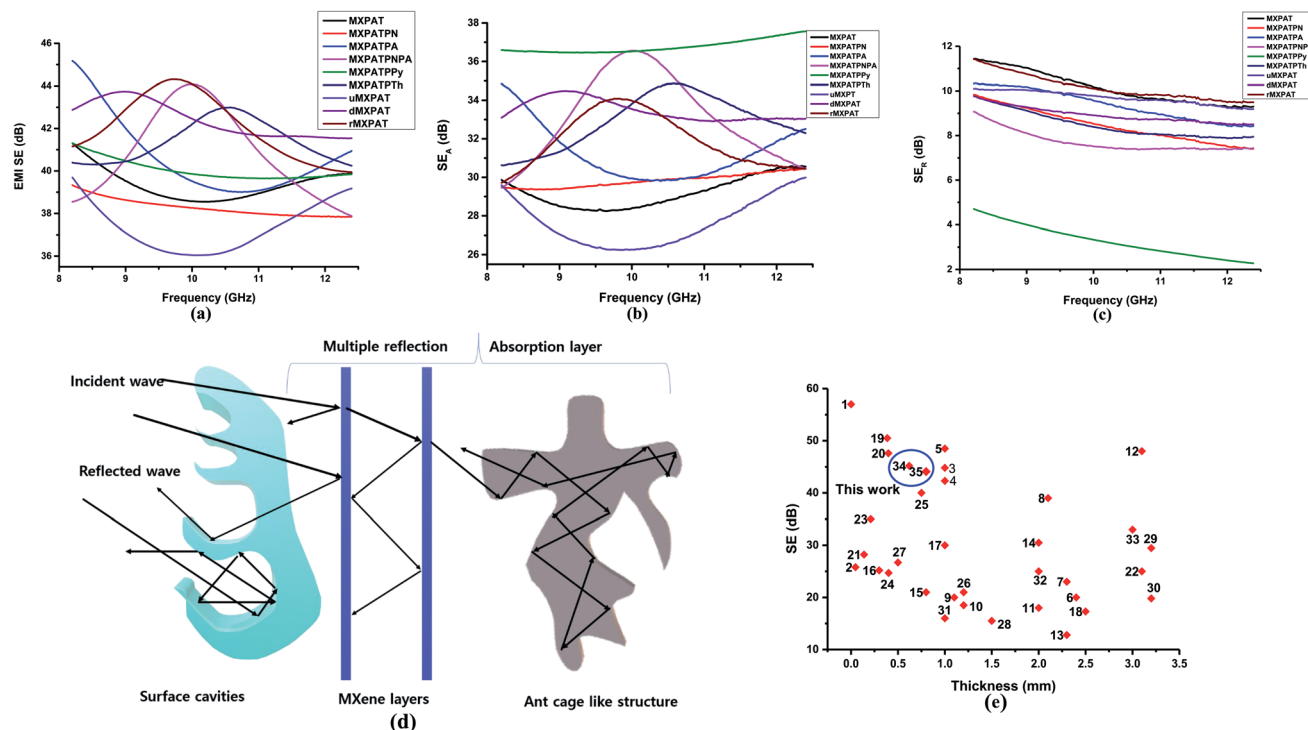 MXPAT
MXPATPN
MXPATPA
MXPATPNPA
MXPATPPy
MXPATPTh
uMXPAT
dMXPAT
rMXPAT
46
44
42
40
38
36
EMI SE (dB)
8 9 10 11 12
Frequency (GHz)
(a)
MXPAT
MXPATPN
MXPATPA
MXPATPNPA
MXPATPPy
MXPATPTh
uMXPT
dMXPAT
rMXPAT
38
36
34
32
30
28
26
SE_A (dB)
8 9 10 11 12
Frequency (GHz)
(b)
MXPAT
MXPATPN
MXPATPA
MXPATPNPA
MXPATPPy
MXPATPTh
uMXPAT
dMXPAT
rMXPAT
12
10
8
6
4
2
SE_R (dB)
8 9 10 11 12
Frequency (GHz)
(c)
Multiple reflection
Absorption layer
Incident wave
Reflected wave
Surface cavities
MXene layers
Ant cage like structure
(d)
60
50
40
30
20
10
SE (dB)
1
19
20
5
3
4
12
34
35
This work
25
8
23
33
29
21
2
16
24
27
17
14
32
22
30
15
9
26
10
31
28
11
7
6
18
13
0.0 0.5 1.0 1.5 2.0 2.5 3.0 3.5
Thickness (mm)
(e)